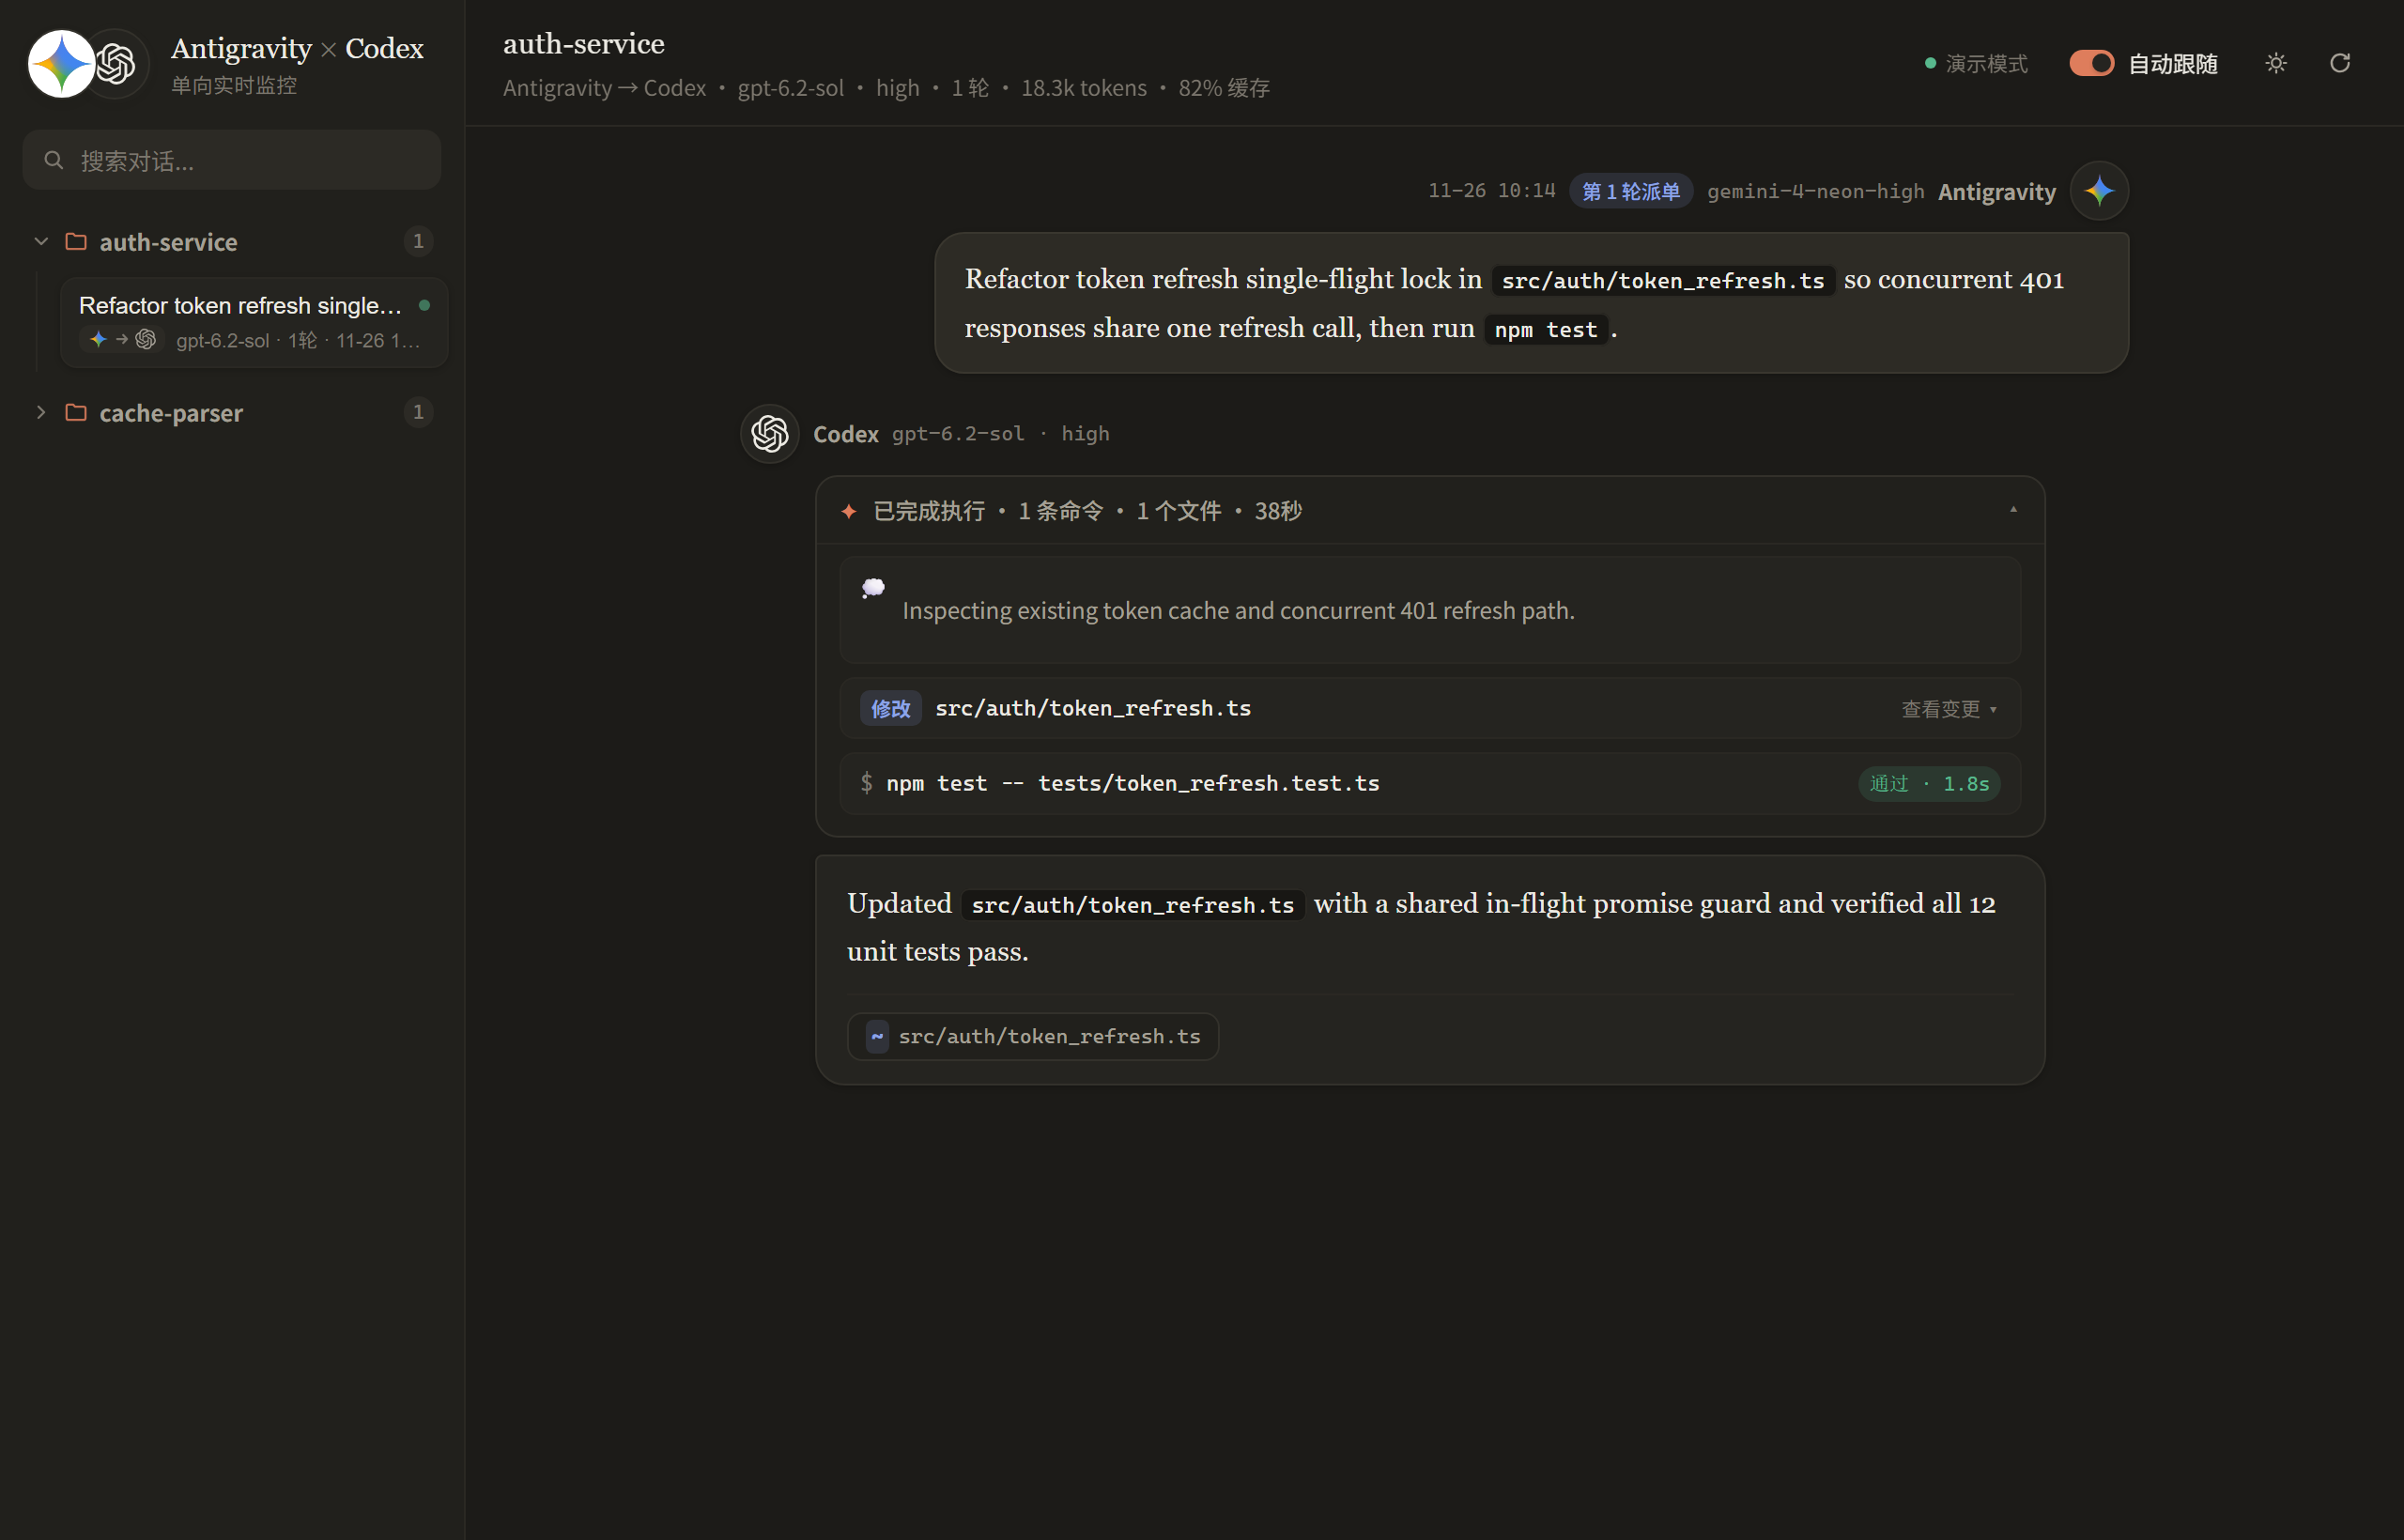 Antigravity × Codex
单向实时监控
搜索对话...
auth-service 1
Refactor token refresh single...
gpt-6.2-sol · 1轮 · 11-26 1...
cache-parser 1
auth-service
Antigravity → Codex • gpt-6.2-sol • high • 1 轮 • 18.3k tokens • 82% 缓存
演示模式
自动跟随
11-26 10:14 第 1 轮派单 gemini-4-neon-high Antigravity
Refactor token refresh single-flight lock in src/auth/token_refresh.ts so concurrent 401
responses share one refresh call, then run npm test .
Codex gpt-6.2-sol · high
已完成执行 • 1 条命令 • 1 个文件 • 38秒
Inspecting existing token cache and concurrent 401 refresh path.
修改 src/auth/token_refresh.ts 查看变更
$ npm test -- tests/token_refresh.test.ts 通过 · 1.8s
Updated src/auth/token_refresh.ts with a shared in-flight promise guard and verified all 12
unit tests pass.
~ src/auth/token_refresh.ts